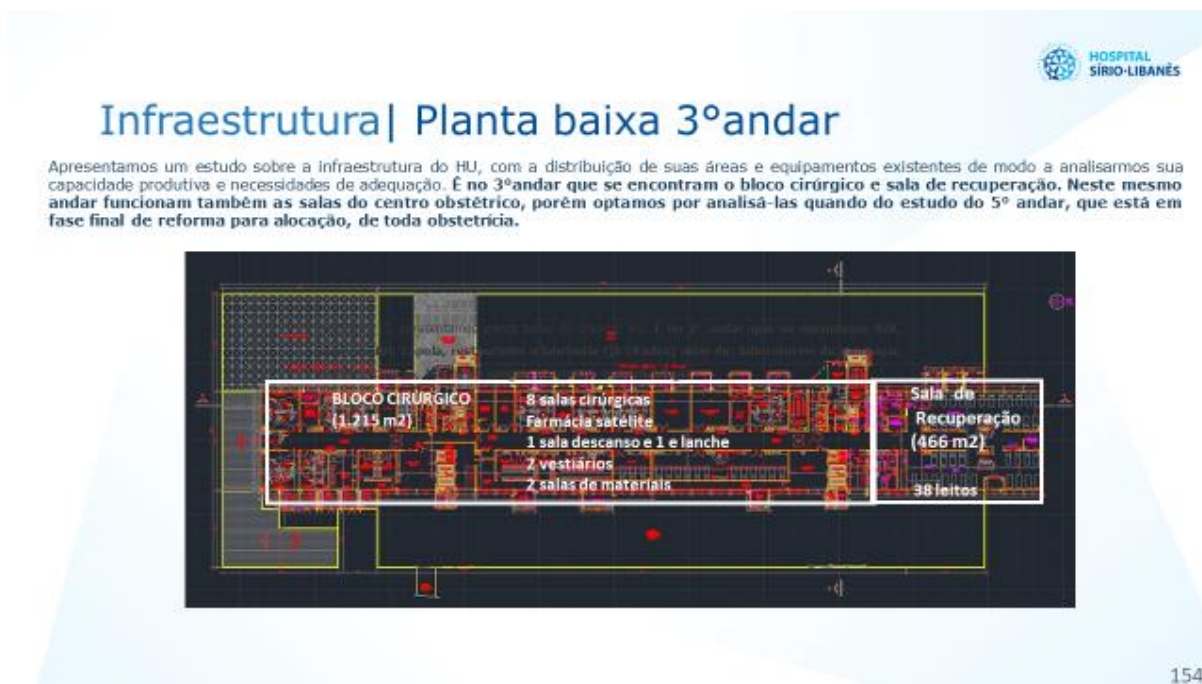 HOSPITAL
SÍRIO-LIBANÊS
Infraestrutura| Planta baixa 3°andar
Apresentamos um estudo sobre a infraestrutura do HU, com a distribuição de suas áreas e equipamentos existentes de modo a analisarmos sua
capacidade produtiva e necessidades de adequação. É no 3°andar que se encontram o bloco cirúrgico e sala de recuperação. Neste mesmo
andar funcionam também as salas do centro obstétrico, porém optamos por analisá-las quando do estudo do 5° andar, que está em
fase final de reforma para alocação, de toda obstetrícia.
BLOCO CIRÚRGICO
(1.215 m2)
8 salas cirúrgicas
Farmácia satélite
1 sala descanso e 1 e lanche
2 vestiários
2 salas de materiais
Sala de
Recuperação
(466 m2)
38 leitos
154